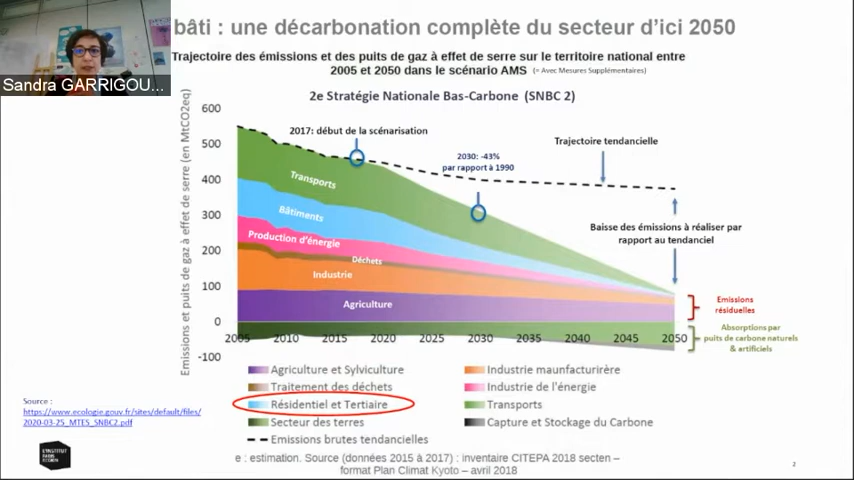 bâti : une décarbonation complète du secteur d'ici 2050
Sandra GARRIGOU...
Trajectoire des émissions et des puits de gaz à effet de serre sur le territoire national entre
2005 et 2050 dans le scénario AMS (= Avec Mesures Supplémentaires)
2e Stratégie Nationale Bas-Carbone (SNBC 2)
Emissions et puits de gaz à effet de serre (en MtCO2eq)
600
500
400
300
200
100
0
-100
2017: début de la scénarisation
2030: -43%
par rapport à 1990
Trajectoire tendancielle
Transports
Bâtiments
Production d'énergie
Déchets
Industrie
Agriculture
Baisse des émissions à réaliser par
rapport au tendanciel
Emissions
résiduelles
Absorptions par
puits de carbone naturels
& artificiels
2005 2010 2015 2020 2025 2030 2035 2040 2045 2050
Agriculture et Sylviculture
Industrie maunfacturirère
Traitement des déchets
Industrie de l'énergie
Résidentiel et Tertiaire
Transports
Secteur des terres
Capture et Stockage du Carbone
Emissions brutes tendancielles
Source :
https://www.ecologie.gouv.fr/sites/default/files/
2020-03-25_MTES_SNBC2.pdf
L'INSTITUT
PARIS
REGION
e : estimation. Source (données 2015 à 2017) : inventaire CITEPA 2018 secten –
format Plan Climat Kyoto – avril 2018
2